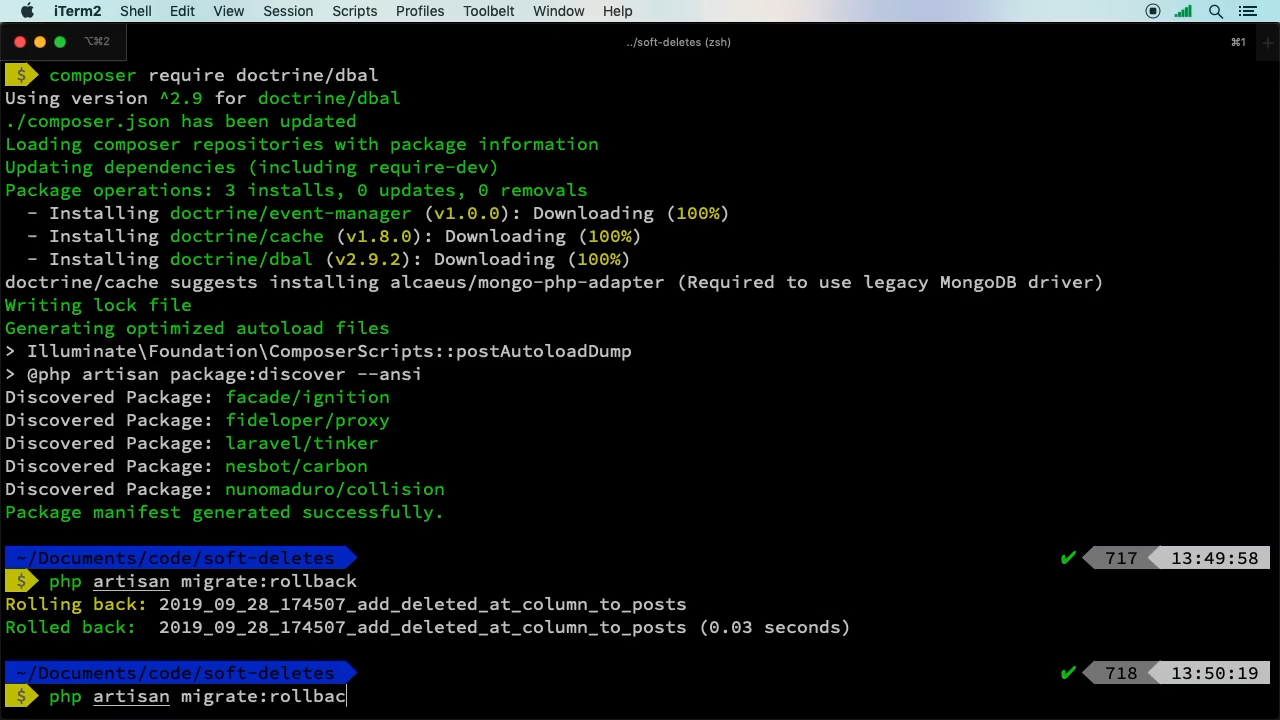 iTerm2 Shell Edit View Session Scripts Profiles Toolbelt Window Help
⌥⌘2 ../soft-deletes (zsh) ⌘1
$ composer require doctrine/dbal
Using version ^2.9 for doctrine/dbal
./composer.json has been updated
Loading composer repositories with package information
Updating dependencies (including require-dev)
Package operations: 3 installs, 0 updates, 0 removals
- Installing doctrine/event-manager (v1.0.0): Downloading (100%)
- Installing doctrine/cache (v1.8.0): Downloading (100%)
- Installing doctrine/dbal (v2.9.2): Downloading (100%)
doctrine/cache suggests installing alcaeus/mongo-php-adapter (Required to use legacy MongoDB driver)
Writing lock file
Generating optimized autoload files
> Illuminate\Foundation\ComposerScripts::postAutoloadDump
> @php artisan package:discover --ansi
Discovered Package: facade/ignition
Discovered Package: fideloper/proxy
Discovered Package: laravel/tinker
Discovered Package: nesbot/carbon
Discovered Package: nunomaduro/collision
Package manifest generated successfully.
~/Documents/code/soft-deletes ✔ 717 13:49:58
$ php artisan migrate:rollback
Rolling back: 2019_09_28_174507_add_deleted_at_column_to_posts
Rolled back: 2019_09_28_174507_add_deleted_at_column_to_posts (0.03 seconds)
~/Documents/code/soft-deletes ✔ 718 13:50:19
$ php artisan migrate:rollbac